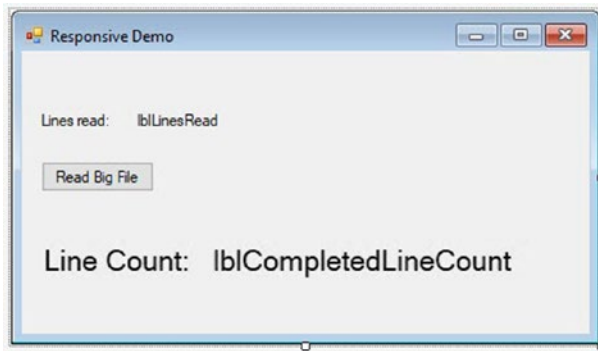 Responsive Demo
Lines read: lblLinesRead
Read Big File
Line Count: lblCompletedLineCount